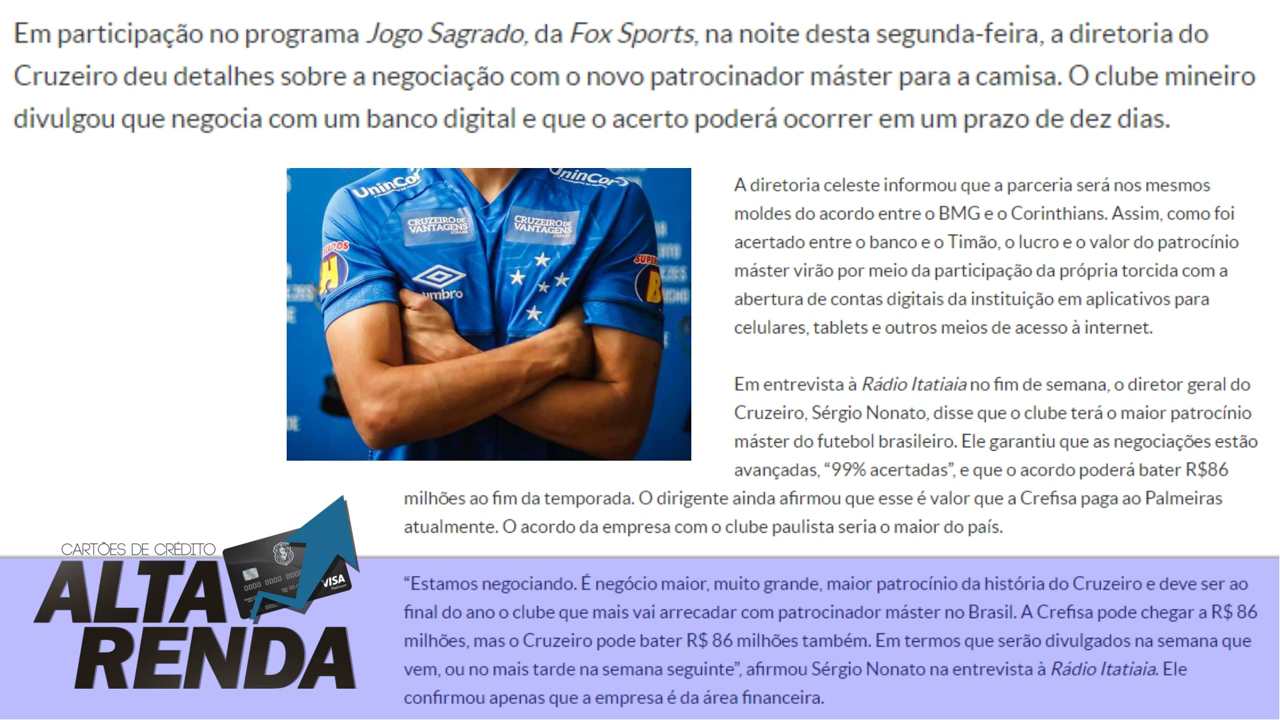 Em participação no programa Jogo Sagrado, da Fox Sports, na noite desta segunda-feira, a diretoria do
Cruzeiro deu detalhes sobre a negociação com o novo patrocinador máster para a camisa. O clube mineiro
divulgou que negocia com um banco digital e que o acerto poderá ocorrer em um prazo de dez dias.
UninCor
UninCor
CRUZEIRO DE
VANTAGENS
CRUZEIRO DE
VANTAGENS
umbro
A diretoria celeste informou que a parceria será nos mesmos
moldes do acordo entre o BMG e o Corinthians. Assim, como foi
acertado entre o banco e o Timão, o lucro e o valor do patrocínio
máster virão por meio da participação da própria torcida com a
abertura de contas digitais da instituição em aplicativos para
celulares, tablets e outros meios de acesso à internet.
Em entrevista à Rádio Itatiaia no fim de semana, o diretor geral do
Cruzeiro, Sérgio Nonato, disse que o clube terá o maior patrocínio
máster do futebol brasileiro. Ele garantiu que as negociações estão
avançadas, “99% acertadas”, e que o acordo poderá bater R$86
milhões ao fim da temporada. O dirigente ainda afirmou que esse é valor que a Crefisa paga ao Palmeiras
atualmente. O acordo da empresa com o clube paulista seria o maior do país.
CARTÕES DE CRÉDITO
ALTA
RENDA
VISA
“Estamos negociando. É negócio maior, muito grande, maior patrocínio da história do Cruzeiro e deve ser ao
final do ano o clube que mais vai arrecadar com patrocinador máster no Brasil. A Crefisa pode chegar a R$ 86
milhões, mas o Cruzeiro pode bater R$ 86 milhões também. Em termos que serão divulgados na semana que
vem, ou no mais tarde na semana seguinte”, afirmou Sérgio Nonato na entrevista à Rádio Itatiaia. Ele
confirmou apenas que a empresa é da área financeira.